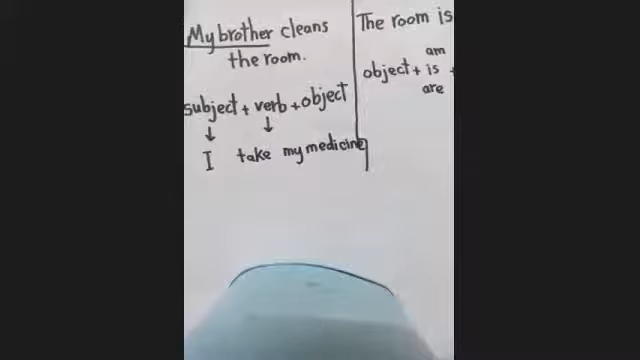 My brother cleans
the room.
subject + verb + object
↓ ↓
I take my medicine
The room is
am
object + is +
are